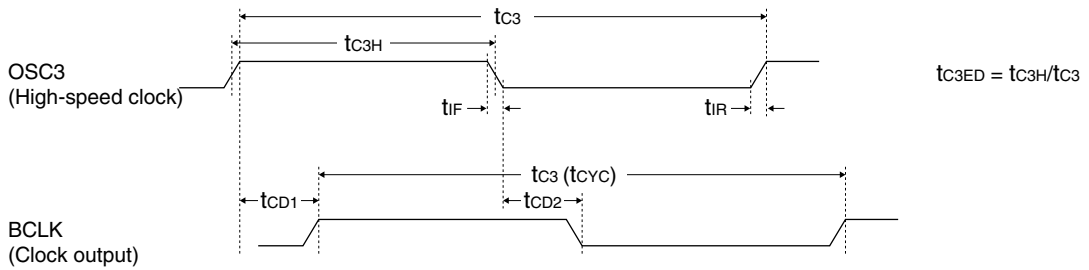 tC3
tC3H
OSC3
(High-speed clock)
tC3ED = tC3H/tC3
tIF
tIR
tC3 (tCYC)
tCD1
tCD2
BCLK
(Clock output)